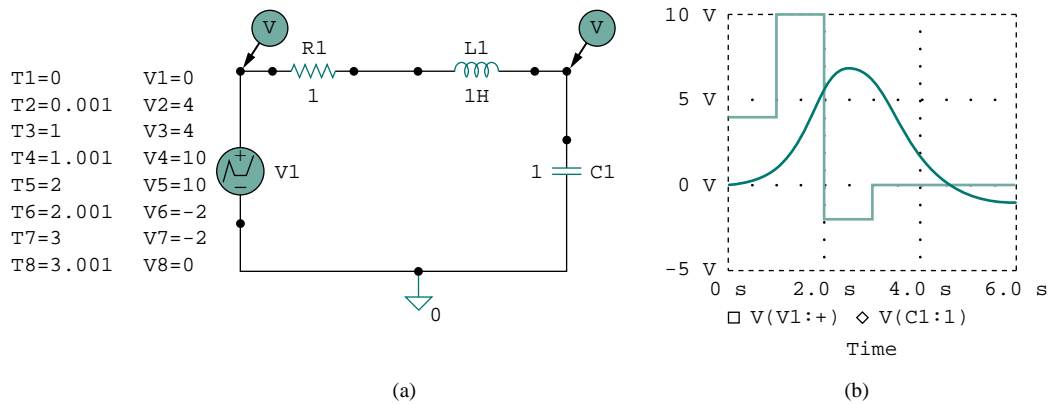 V
V
R1
L1
1
1H
T1=0 V1=0
T2=0.001 V2=4
T3=1 V3=4
T4=1.001 V4=10
T5=2 V5=10
T6=2.001 V6=-2
T7=3 V7=-2
T8=3.001 V8=0
+
−
V1
1
C1
0
(a)
10 V
5 V
0 V
-5 V
0 s 2.0 s 4.0 s 6.0 s
V(V1:+) V(C1:1)
Time
(b)